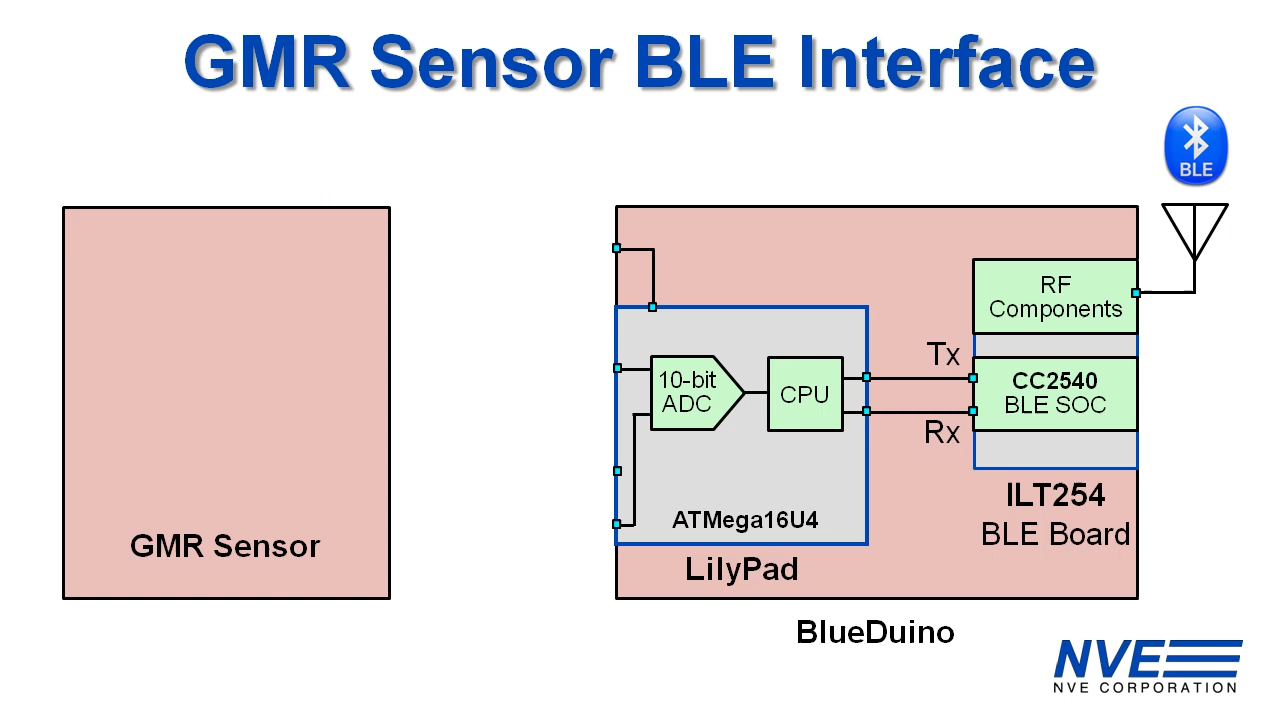 GMR Sensor BLE Interface
BLE
RF
Components
Tx
10-bit
ADC
CPU
CC2540
BLE SOC
Rx
ILT254
BLE Board
ATMega16U4
GMR Sensor
LilyPad
BlueDuino
NVE
NVE CORPORATION